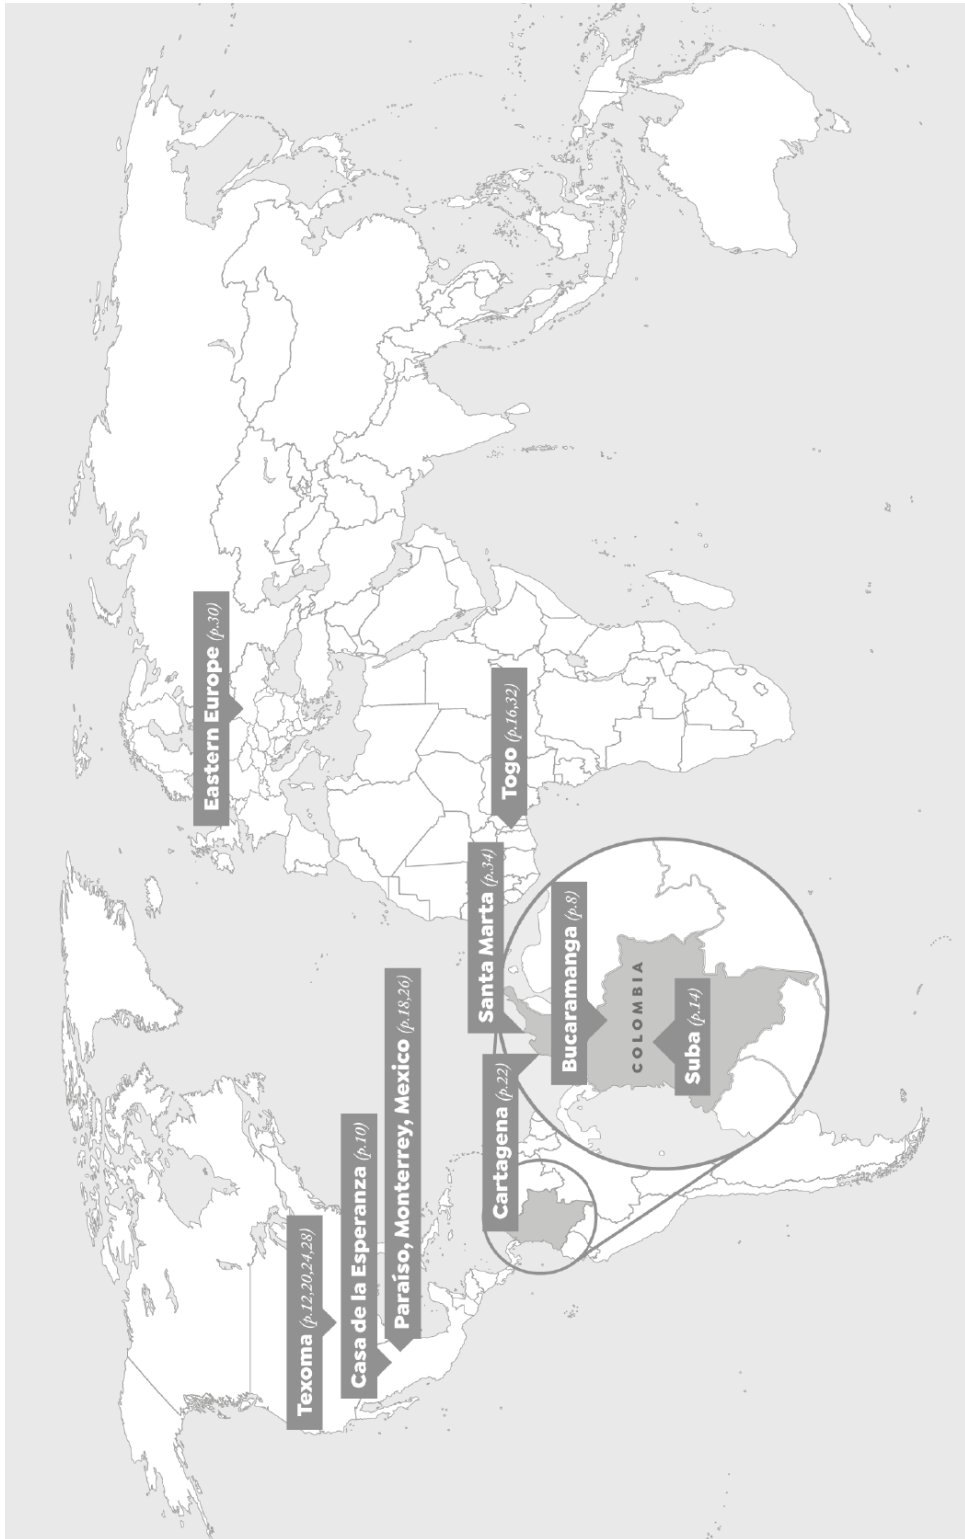 Eastern Europe (p.30)
Texoma (p.12,20,24,28)
Casa de la Esperanza (p.10)
Paraíso, Monterrey, Mexico (p.18,26)
Santa Marta (p.34)
Togo (p.16,32)
Cartagena (p.22)
Bucaramanga (p.8)
COLOMBIA
Suba (p.14)